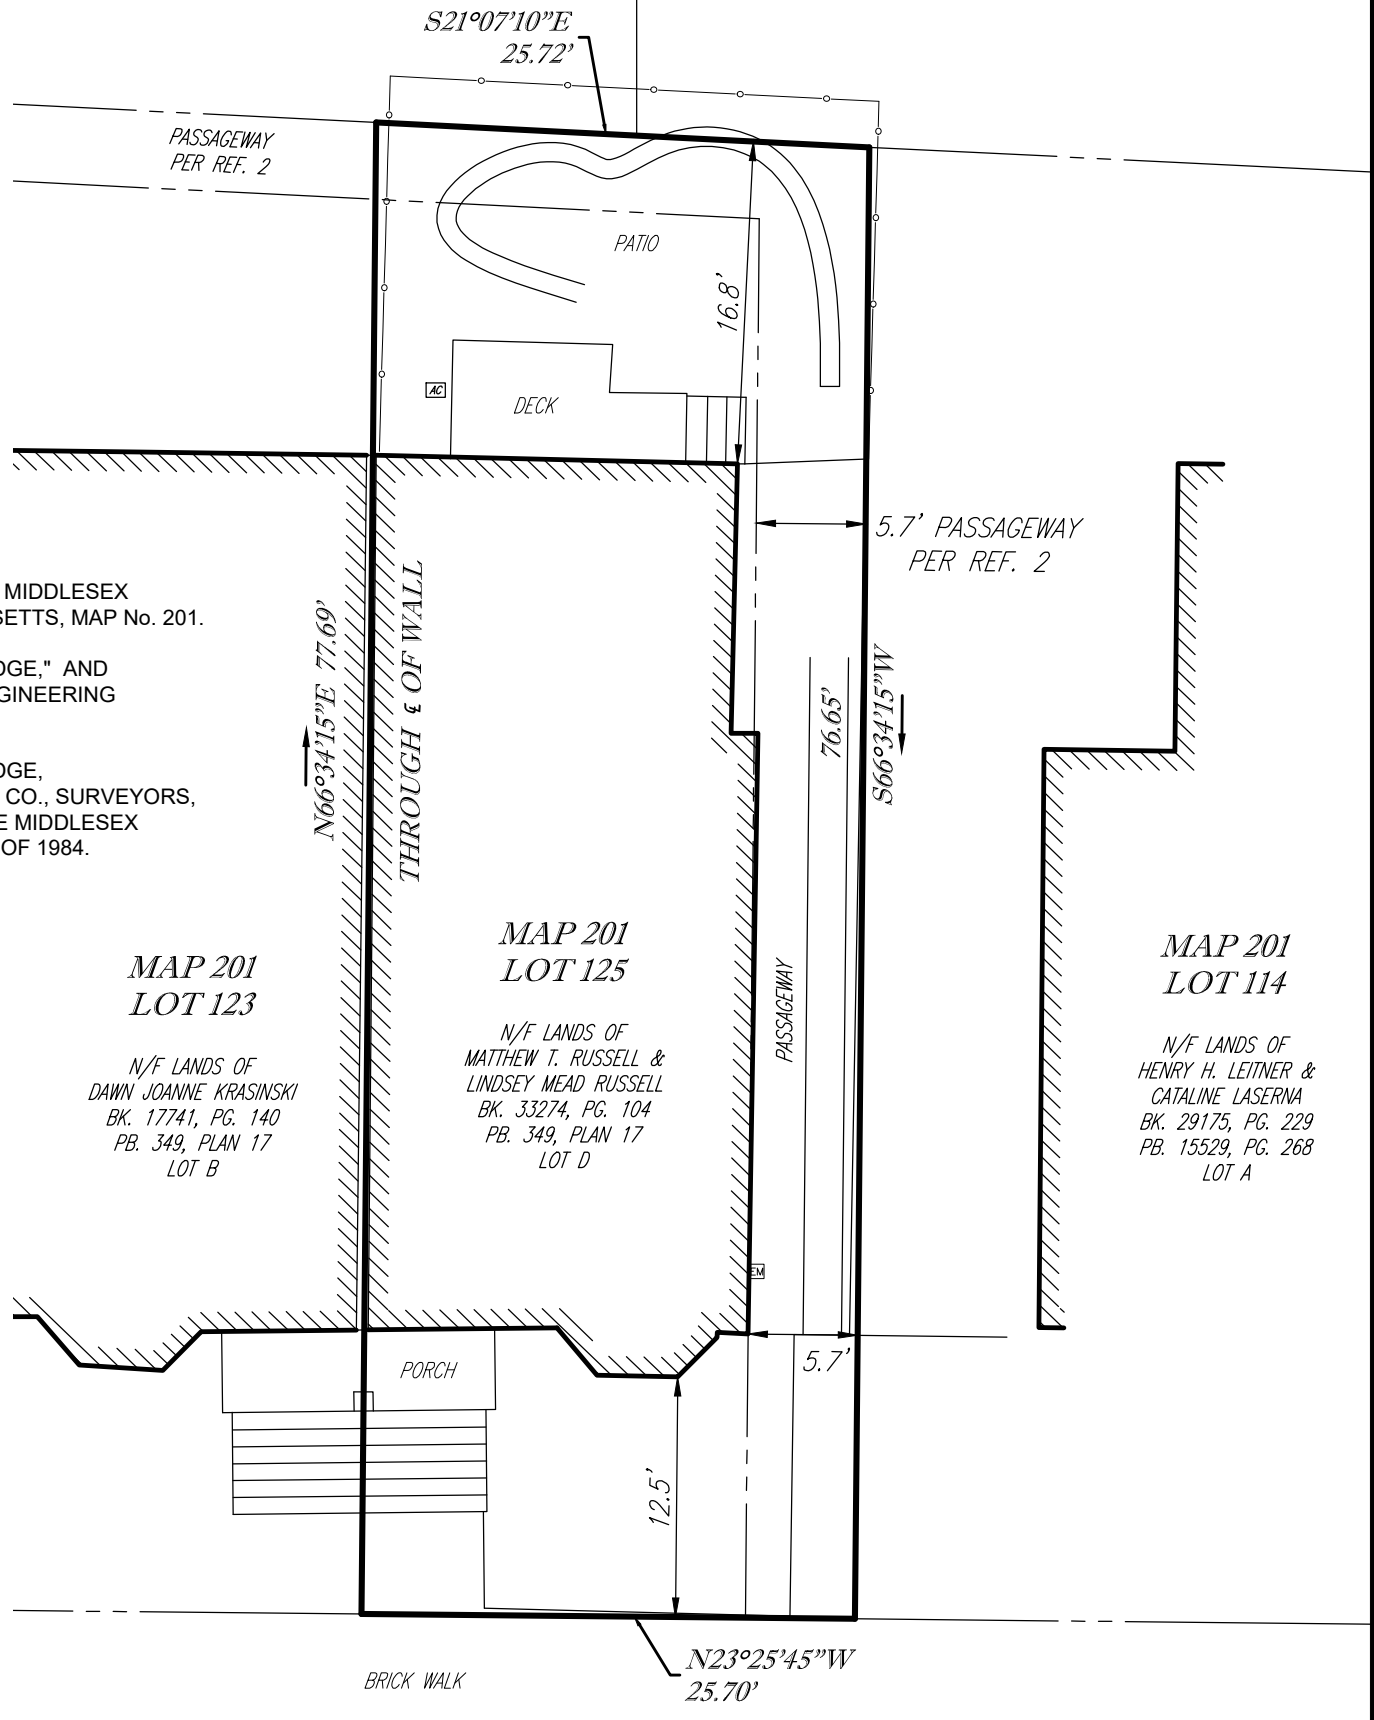 S21°07'10"E
25.72'
PASSAGEWAY
PER REF. 2
PATIO
16.8'
AC
DECK
5.7' PASSAGEWAY
PER REF. 2
MIDDLESEX
SETTS, MAP No. 201.
DGE," AND
GINEERING
DGE,
CO., SURVEYORS,
E MIDDLESEX
OF 1984.
N66°34'15"E 77.69'
THROUGH ℄ OF WALL
76.65'
S66°34'15"W
MAP 201
LOT 123
N/F LANDS OF
DAWN JOANNE KRASINSKI
BK. 17741, PG. 140
PB. 349, PLAN 17
LOT B
MAP 201
LOT 125
N/F LANDS OF
MATTHEW T. RUSSELL &
LINDSEY MEAD RUSSELL
BK. 33274, PG. 104
PB. 349, PLAN 17
LOT D
PASSAGEWAY
MAP 201
LOT 114
N/F LANDS OF
HENRY H. LEITNER &
CATALINE LASERNA
BK. 29175, PG. 229
PB. 15529, PG. 268
LOT A
EM
5.7'
PORCH
12.5'
N23°25'45"W
25.70'
BRICK WALK